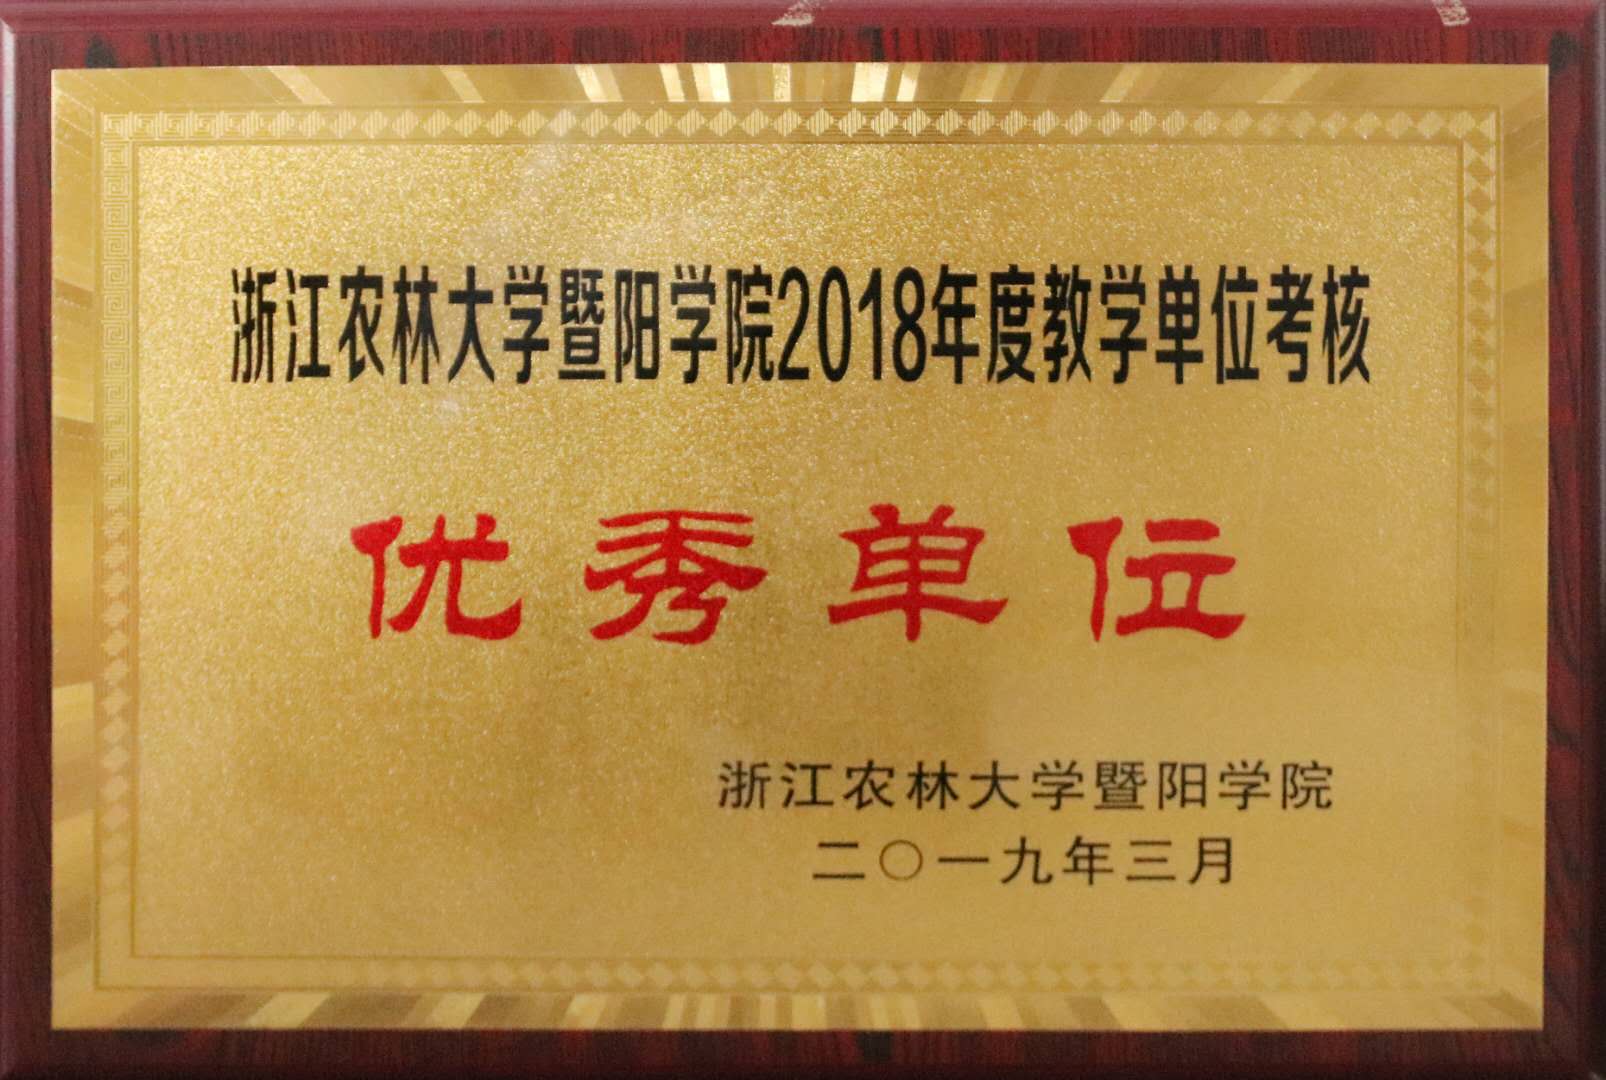 浙江农林大学暨阳学院2018年度教学单位考核
优秀单位
浙江农林大学暨阳学院
二〇一九年三月